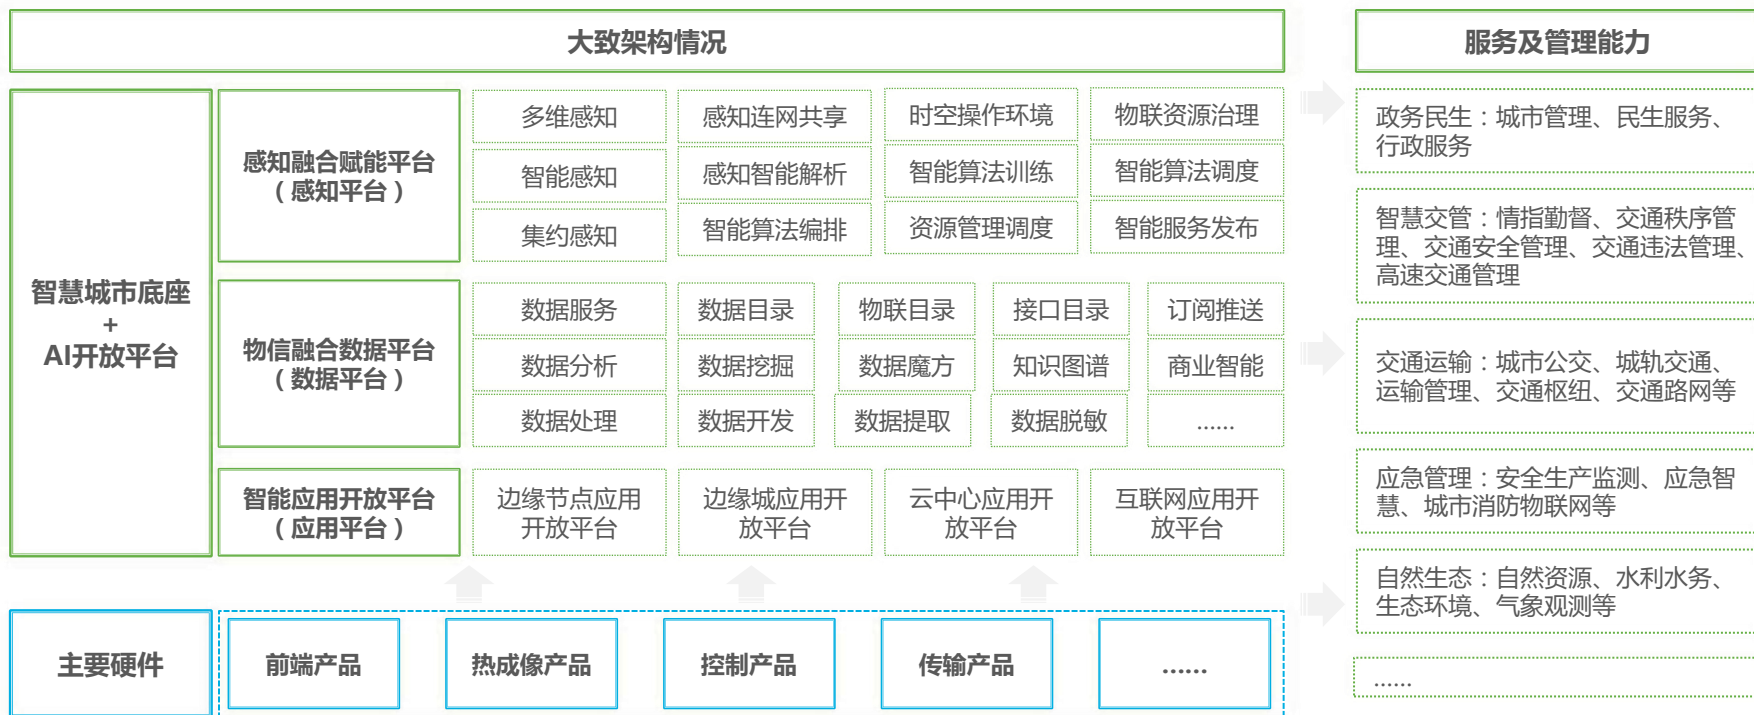 大致架构情况
服务及管理能力
智慧城市底座
+
AI开放平台
感知融合赋能平台
（感知平台）
多维感知
感知连网共享
时空操作环境
物联资源治理
智能感知
感知智能解析
智能算法训练
智能算法调度
集约感知
智能算法编排
资源管理调度
智能服务发布
物信融合数据平台
（数据平台）
数据服务
数据目录
物联目录
接口目录
订阅推送
数据分析
数据挖掘
数据魔方
知识图谱
商业智能
数据处理
数据开发
数据提取
数据脱敏
......
智能应用开放平台
（应用平台）
边缘节点应用
开放平台
边缘城应用开
放平台
云中心应用开
放平台
互联网应用开
放平台
主要硬件
前端产品
热成像产品
控制产品
传输产品
......
政务民生：城市管理、民生服务、
行政服务
智慧交管：情指勤督、交通秩序管
理、交通安全管理、交通违法管理、
高速交通管理
交通运输：城市公交、城轨交通、
运输管理、交通枢纽、交通路网等
应急管理：安全生产监测、应急智
慧、城市消防物联网等
自然生态：自然资源、水利水务、
生态环境、气象观测等
......